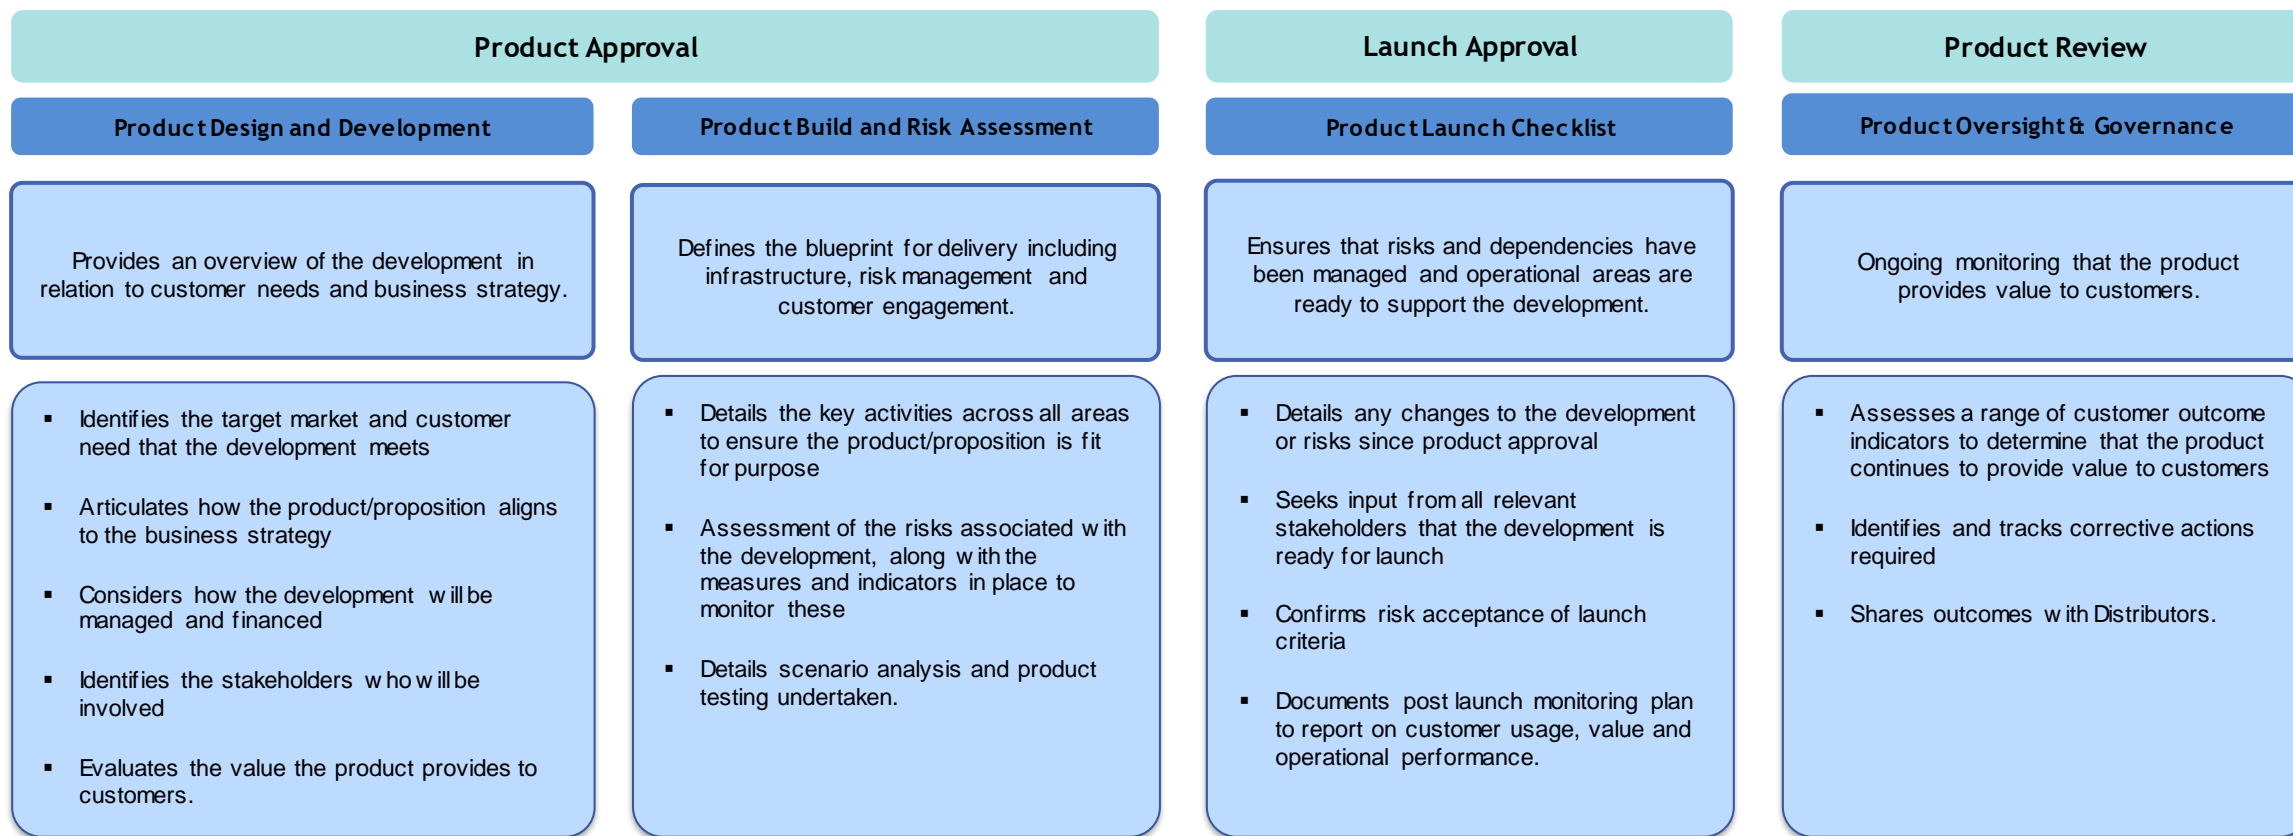 Product Approval
Launch Approval
Product Review
Product Design and Development
Product Build and Risk Assessment
Product Launch Checklist
Product Oversight & Governance
Provides an overview of the development in
relation to customer needs and business strategy.
Defines the blueprint for delivery including
infrastructure, risk management and
customer engagement.
Ensures that risks and dependencies have
been managed and operational areas are
ready to support the development.
Ongoing monitoring that the product
provides value to customers.
▪ Identifies the target market and customer
need that the development meets
▪ Articulates how the product/proposition aligns
to the business strategy
▪ Considers how the development will be
managed and financed
▪ Identifies the stakeholders who will be
involved
▪ Evaluates the value the product provides to
customers.
▪ Details the key activities across all areas
to ensure the product/proposition is fit
for purpose
▪ Assessment of the risks associated with
the development, along with the
measures and indicators in place to
monitor these
▪ Details scenario analysis and product
testing undertaken.
▪ Details any changes to the development
or risks since product approval
▪ Seeks input from all relevant
stakeholders that the development is
ready for launch
▪ Confirms risk acceptance of launch
criteria
▪ Documents post launch monitoring plan
to report on customer usage, value and
operational performance.
▪ Assesses a range of customer outcome
indicators to determine that the product
continues to provide value to customers
▪ Identifies and tracks corrective actions
required
▪ Shares outcomes with Distributors.